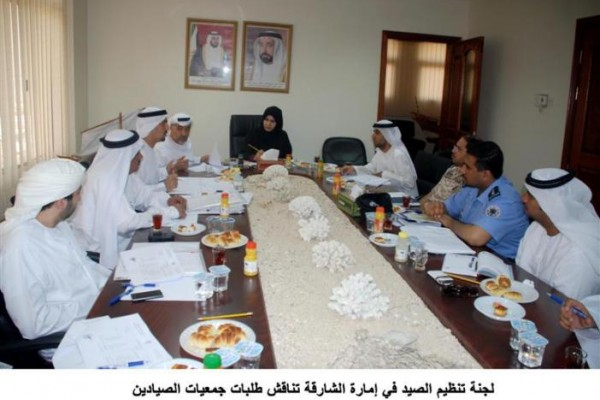 لجنة تنظيم الصيد في إمارة الشارقة تناقش طلبات جمعيات الصيادين